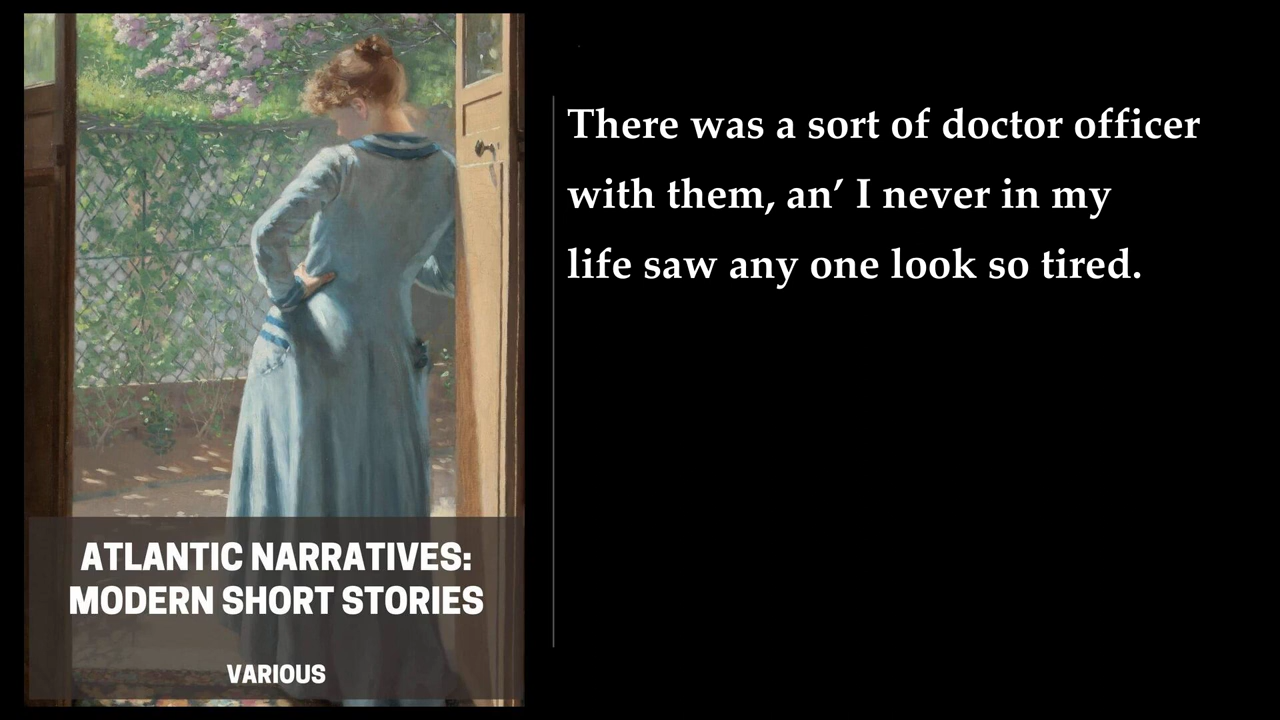 There was a sort of doctor officer
with them, an’ I never in my
life saw any one look so tired.
ATLANTIC NARRATIVES:
MODERN SHORT STORIES
VARIOUS